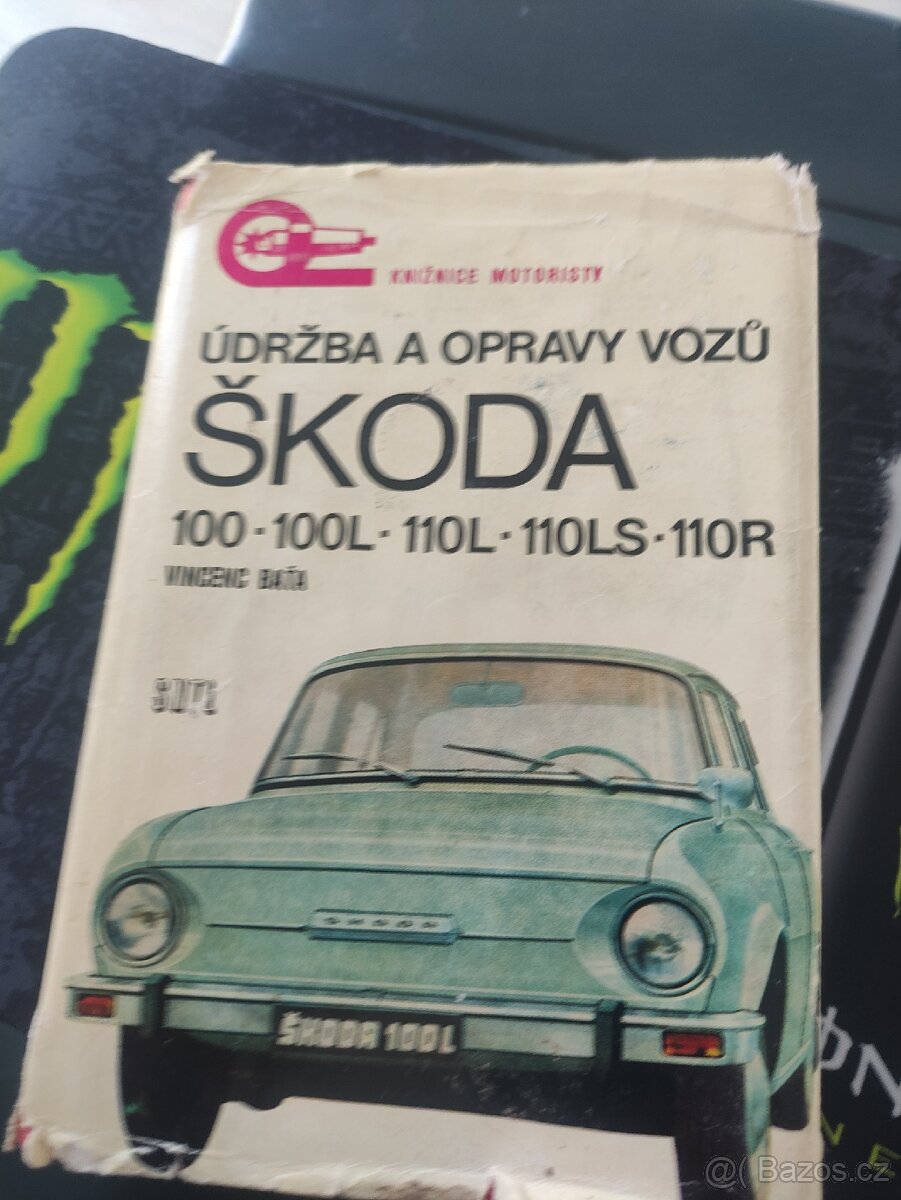 KNIŽNICE MOTORISTY
ÚDRŽBA A OPRAVY VOZŮ
ŠKODA
100·100L·110L·110LS·110R
VINCENC BAŤA
SNTL
ŠKODA
ŠKODA 100L
@( Bazos.cz